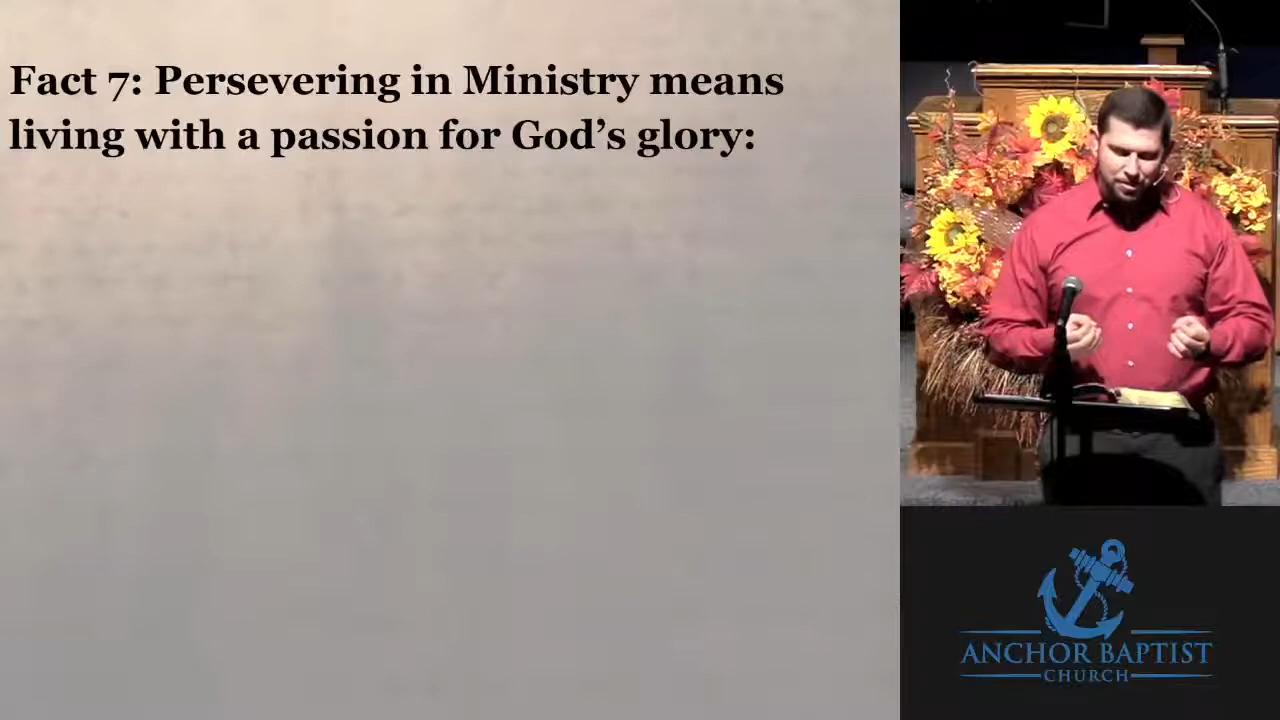 Fact 7: Persevering in Ministry means
living with a passion for God’s glory:
ANCHOR BAPTIST
CHURCH